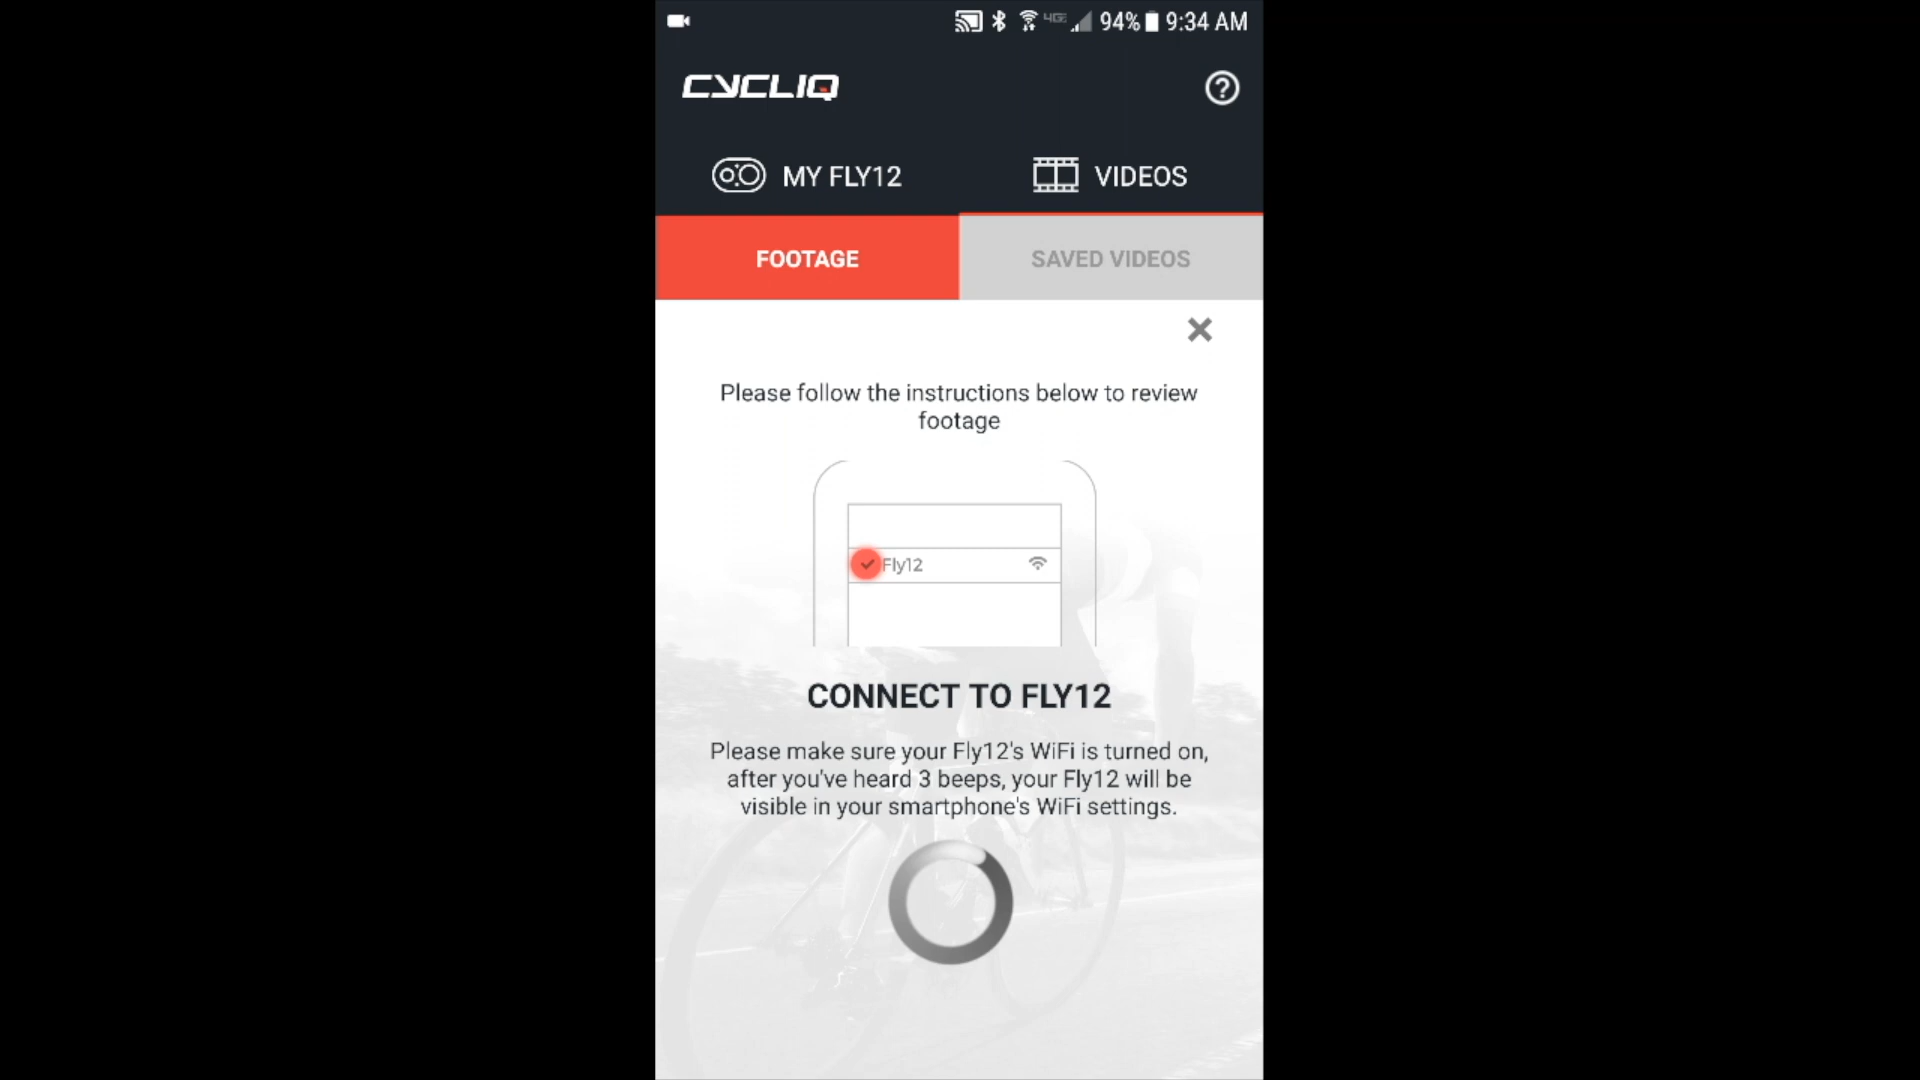 4GE 94% 9:34 AM
CYCLIQ
MY FLY12 VIDEOS
FOOTAGE SAVED VIDEOS
Please follow the instructions below to review
footage
Fly12
CONNECT TO FLY12
Please make sure your Fly12's WiFi is turned on,
after you've heard 3 beeps, your Fly12 will be
visible in your smartphone's WiFi settings.